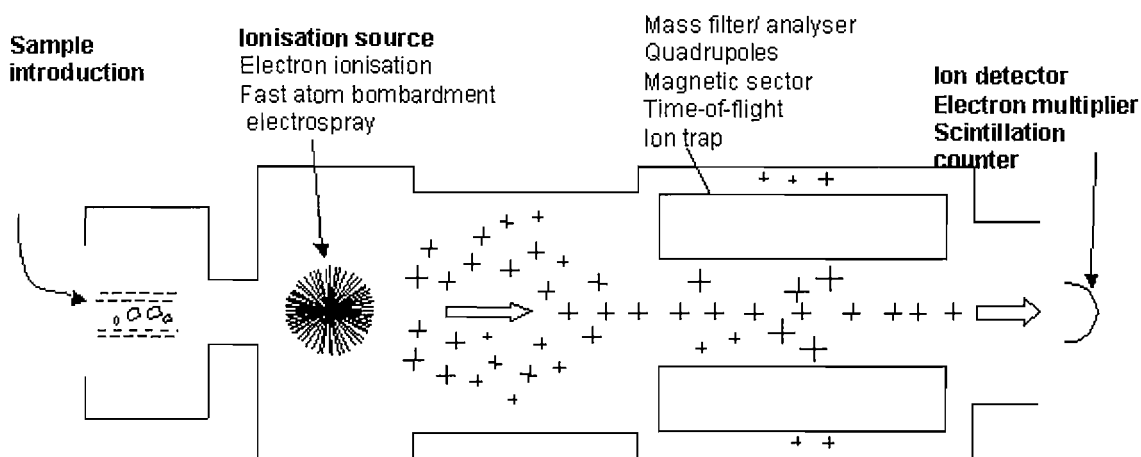 Sample
introduction
Ionisation source
Electron ionisation
Fast atom bombardment
electrospray
Mass filter/ analyser
Quadrupoles
Magnetic sector
Time-of-flight
Ion trap
Ion detector
Electron multiplier
Scintillation
counter